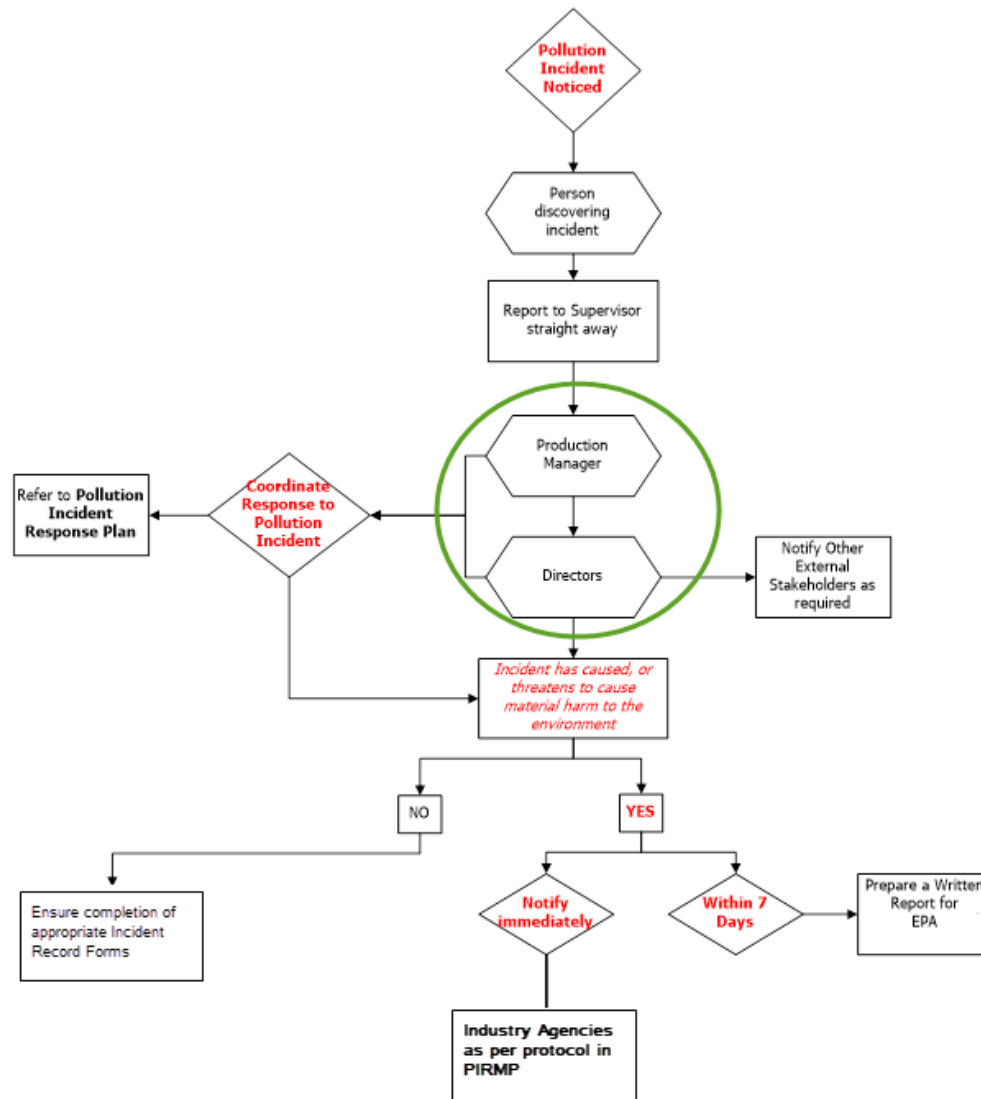 Pollution
Incident
Noticed
Person
discovering
incident
Report to Supervisor
straight away
Production
Manager
Refer to Pollution
Incident
Response Plan
Coordinate
Response to
Pollution
Incident
Directors
Notify Other
External
Stakeholders as
required
Incident has caused, or
threatens to cause
material harm to the
environment
NO
YES
Ensure completion of
appropriate Incident
Record Forms
Notify
immediately
Within 7
Days
Prepare a Written
Report for
EPA
Industry Agencies
as per protocol in
PIRMP